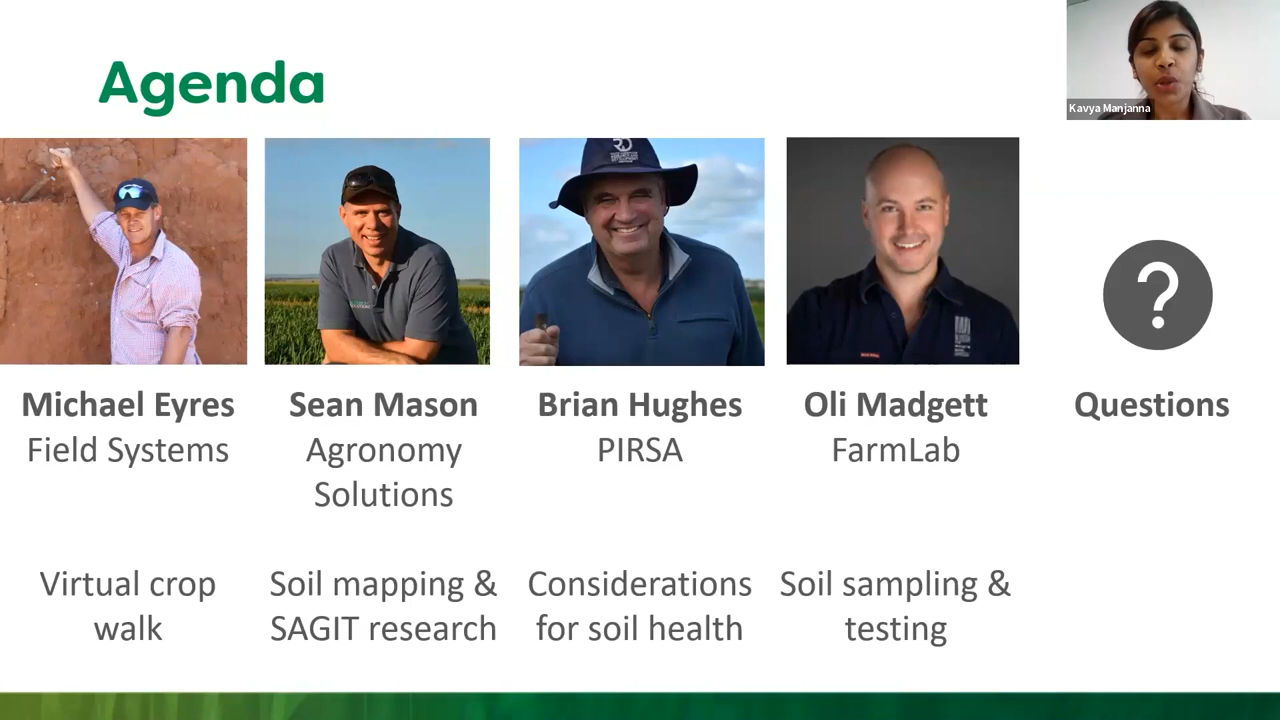 Agenda
Kavya Manjanna
Michael Eyres
Field Systems
Virtual crop
walk
Sean Mason
Agronomy
Solutions
Soil mapping &
SAGIT research
Brian Hughes
PIRSA
Considerations
for soil health
Oli Madgett
FarmLab
Soil sampling &
testing
?
Questions